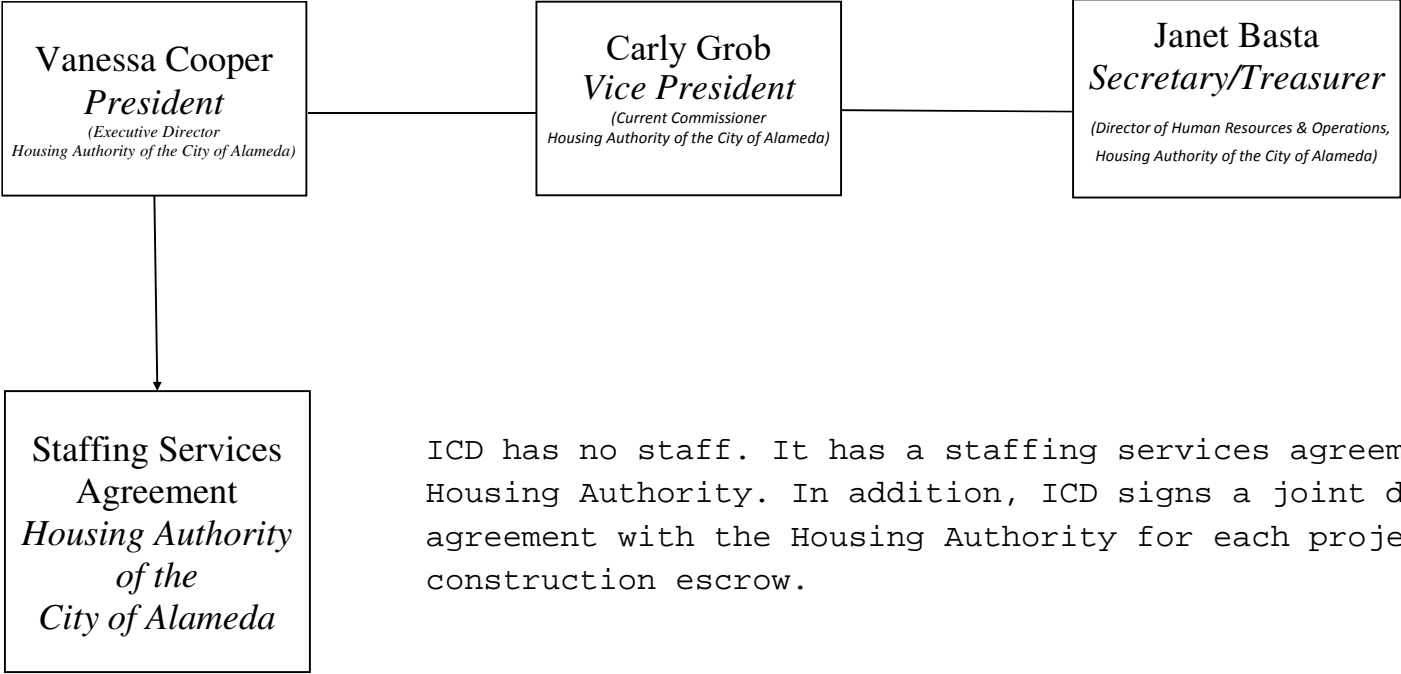 Vanessa Cooper
President
(Executive Director
Housing Authority of the City of Alameda)
Carly Grob
Vice President
(Current Commissioner
Housing Authority of the City of Alameda)
Janet Basta
Secretary/Treasurer
(Director of Human Resources & Operations,
Housing Authority of the City of Alameda)
Staffing Services
Agreement
Housing Authority
of the
City of Alameda
ICD has no staff. It has a staffing services
Housing Authority. In addition, ICD signs a joint
agreement with the Housing Authority for each
construction escrow.